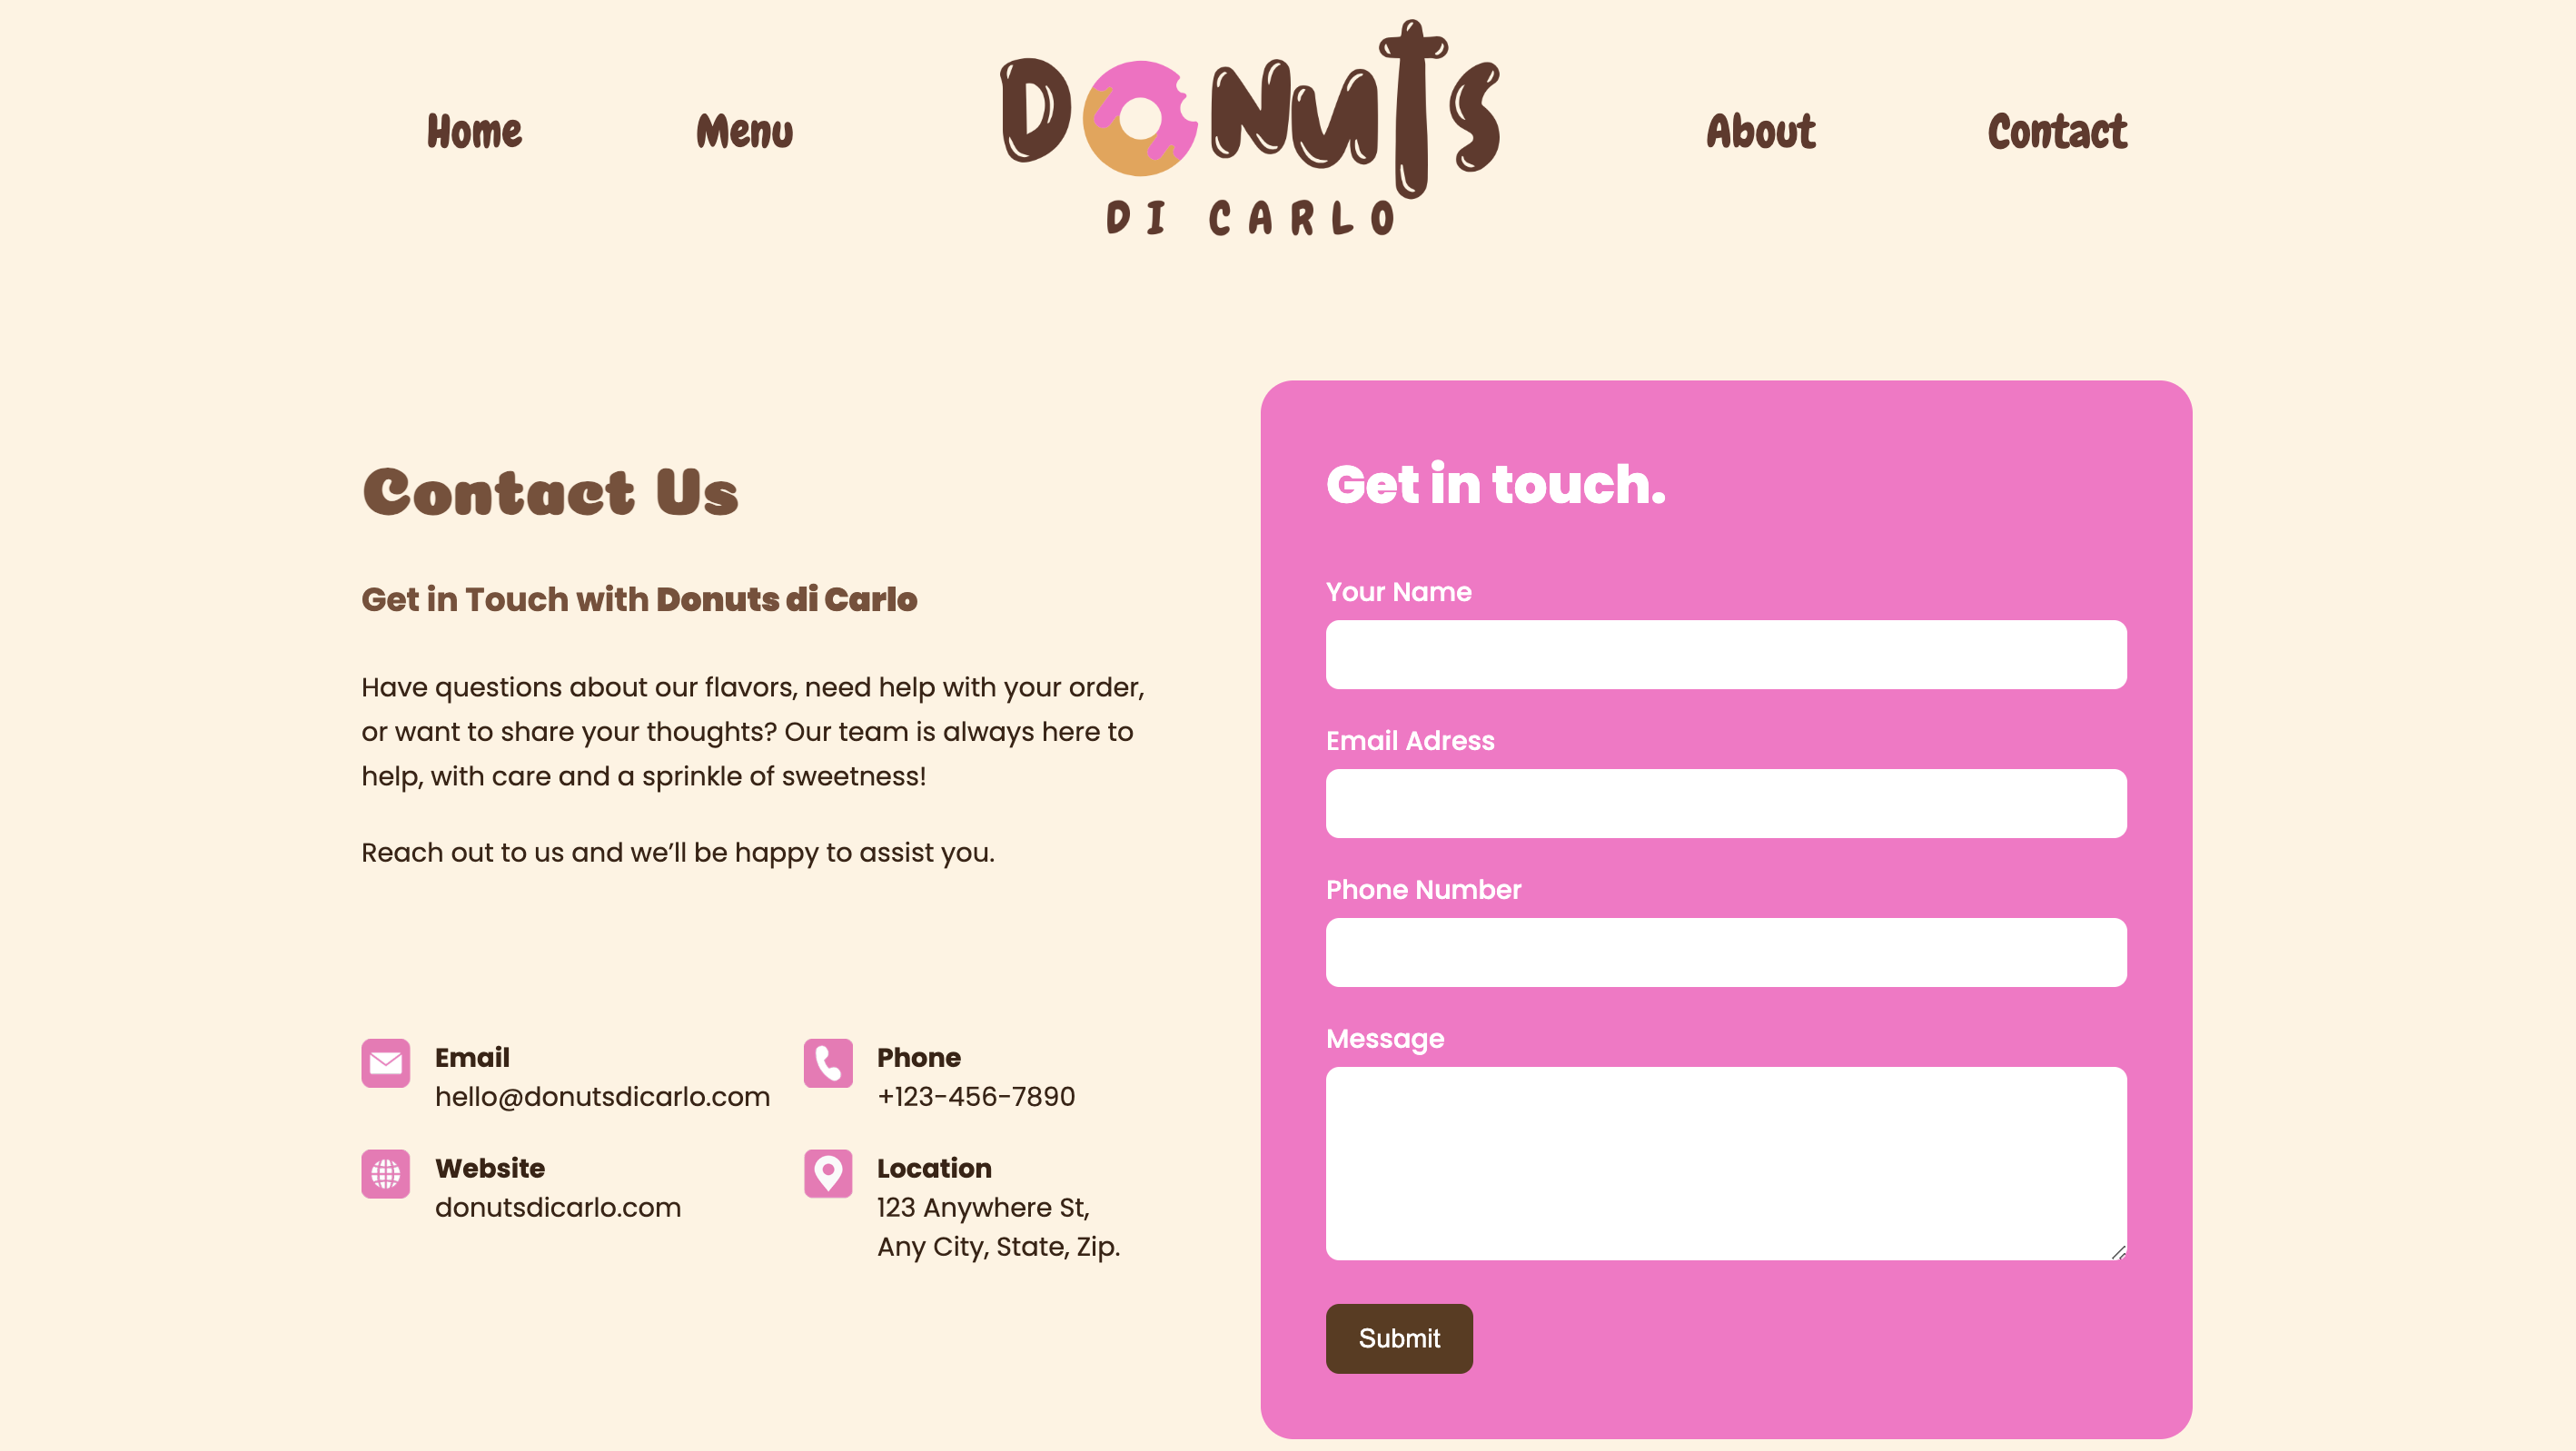 Home
Menu
DONUTS
DI CARLO
About
Contact
Contact Us
Get in Touch with Donuts di Carlo
Have questions about our flavors, need help with your order,
or want to share your thoughts? Our team is always here to
help, with care and a sprinkle of sweetness!
Reach out to us and we’ll be happy to assist you.
Email
hello@donutsdicarlo.com
Phone
+123-456-7890
Website
donutsdicarlo.com
Location
123 Anywhere St,
Any City, State, Zip.
Get in touch.
Your Name
Email Adress
Phone Number
Message
Submit